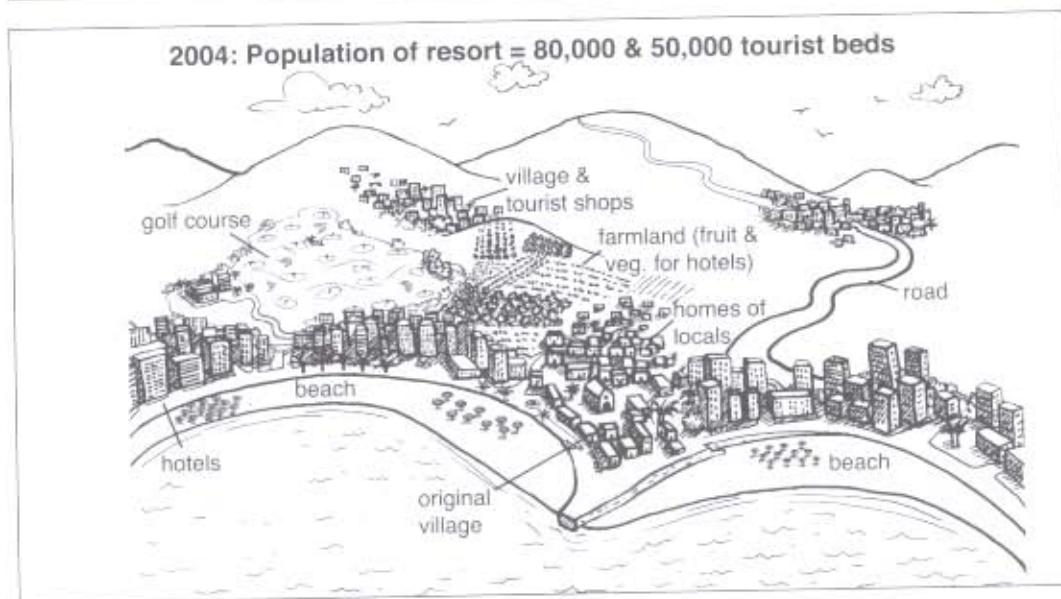 2004: Population of resort = 80,000 & 50,000 tourist beds
village &
tourist shops
golf course
farmland (fruit &
veg. for hotels)
road
homes of
locals
beach
hotels
beach
original
village